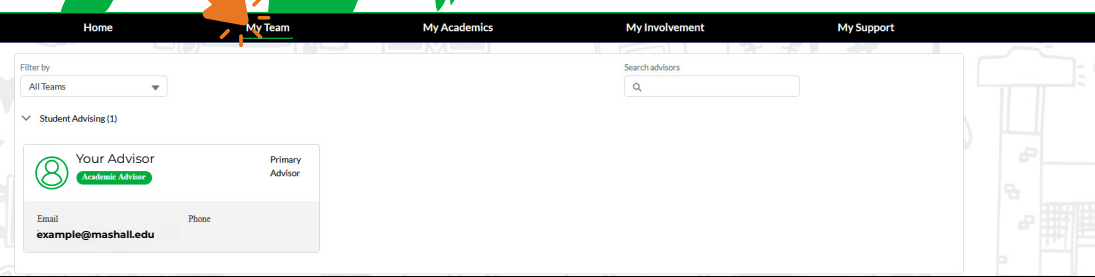 Home My Team My Academics My Involvement My Support
Filter by Search advisors
All Teams
Student Advising (1)
Your Advisor Primary
Academic Advisor Advisor
Email Phone
example@mashall.edu